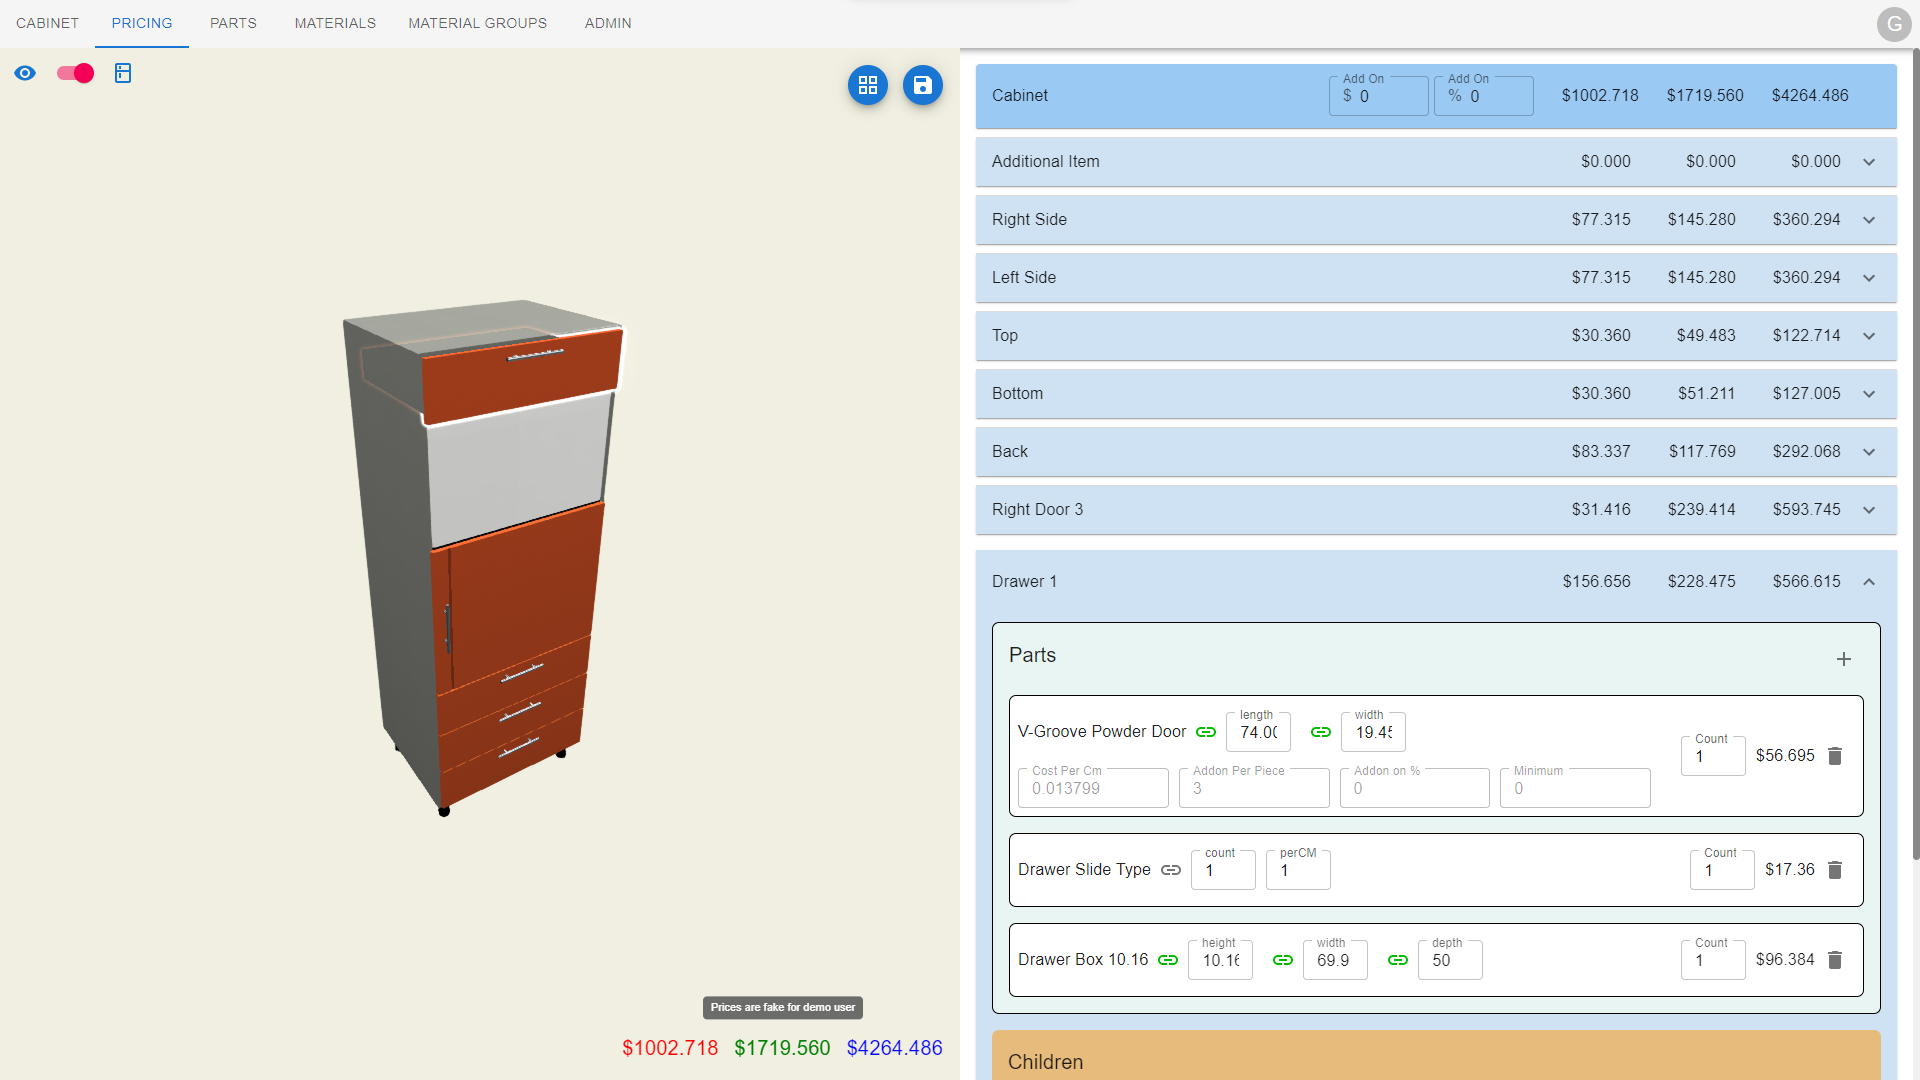 CABINET PRICING PARTS MATERIALS MATERIAL GROUPS ADMIN G
Cabinet Add On $ 0 Add On % 0 $1002.718 $1719.560 $4264.486
Additional Item $0.000 $0.000 $0.000
Right Side $77.315 $145.280 $360.294
Left Side $77.315 $145.280 $360.294
Top $30.360 $49.483 $122.714
Bottom $30.360 $51.211 $127.005
Back $83.337 $117.769 $292.068
Right Door 3 $31.416 $239.414 $593.745
Drawer 1 $156.656 $228.475 $566.615
Parts
V-Groove Powder Door length 74.00 width 19.45
Cost Per Cm 0.013799 Addon Per Piece 3 Addon on % 0 Minimum 0
Count 1 $56.695
Drawer Slide Type count 1 perCM 1 Count 1 $17.36
Drawer Box 10.16 height 10.16 width 69.9 depth 50 Count 1 $96.384
Children
Prices are fake for demo user
$1002.718 $1719.560 $4264.486